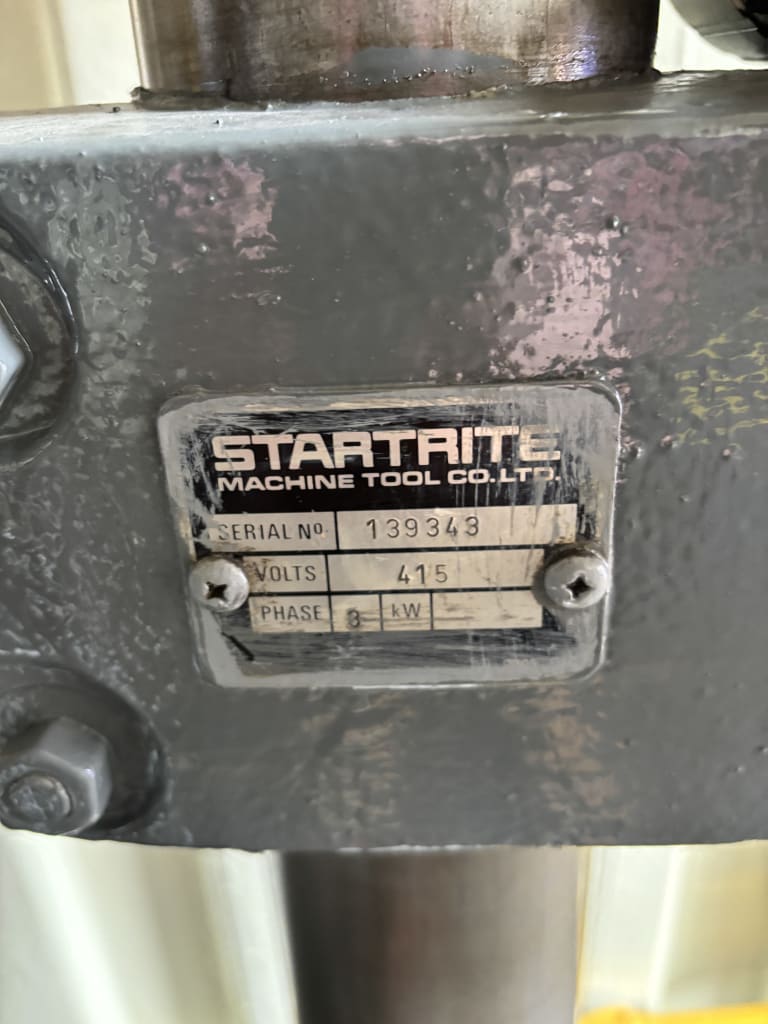 STARTRITE
MACHINE TOOL CO. LTD.
SERIAL Nº 139343
VOLTS 415
PHASE 3 kW